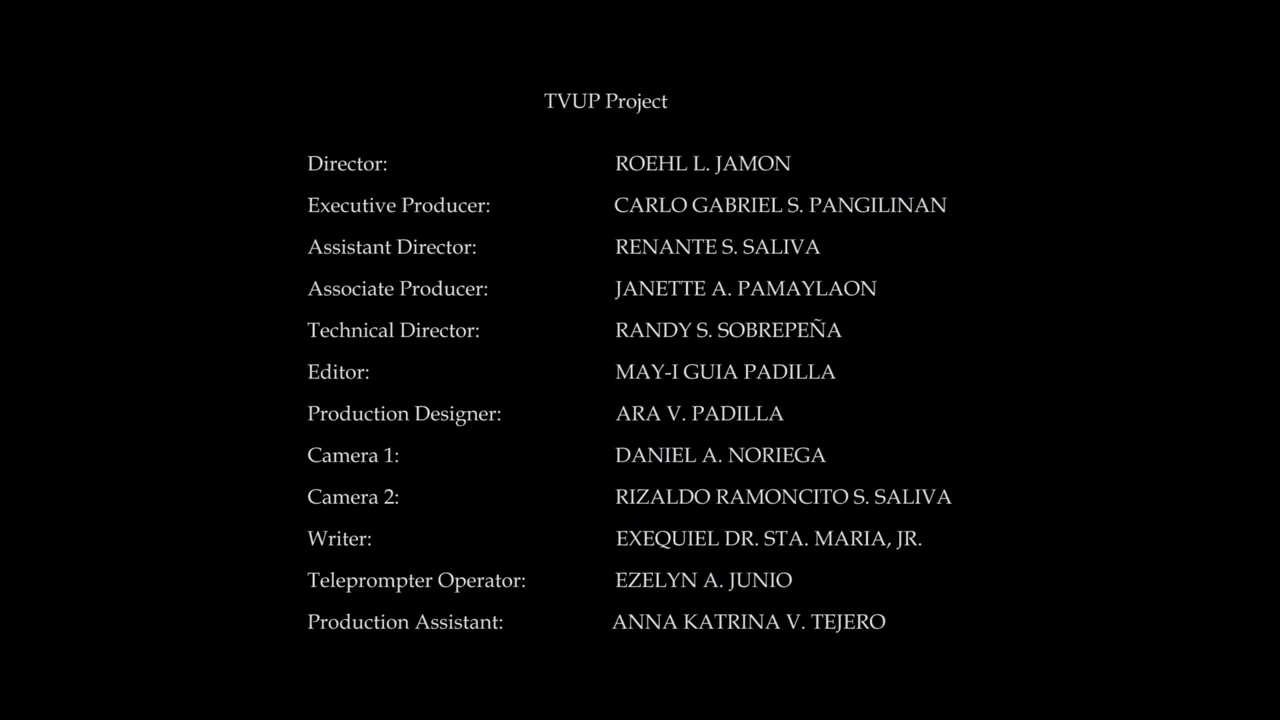 TVUP Project
Director: ROEHL L. JAMON
Executive Producer: CARLO GABRIEL S. PANGILINAN
Assistant Director: RENANTE S. SALIVA
Associate Producer: JANETTE A. PAMAYLAON
Technical Director: RANDY S. SOBREPEÑA
Editor: MAY-I GUIA PADILLA
Production Designer: ARA V. PADILLA
Camera 1: DANIEL A. NORIEGA
Camera 2: RIZALDO RAMONCITO S. SALIVA
Writer: EXEQUIEL DR. STA. MARIA, JR.
Teleprompter Operator: EZELYN A. JUNIO
Production Assistant: ANNA KATRINA V. TEJERO